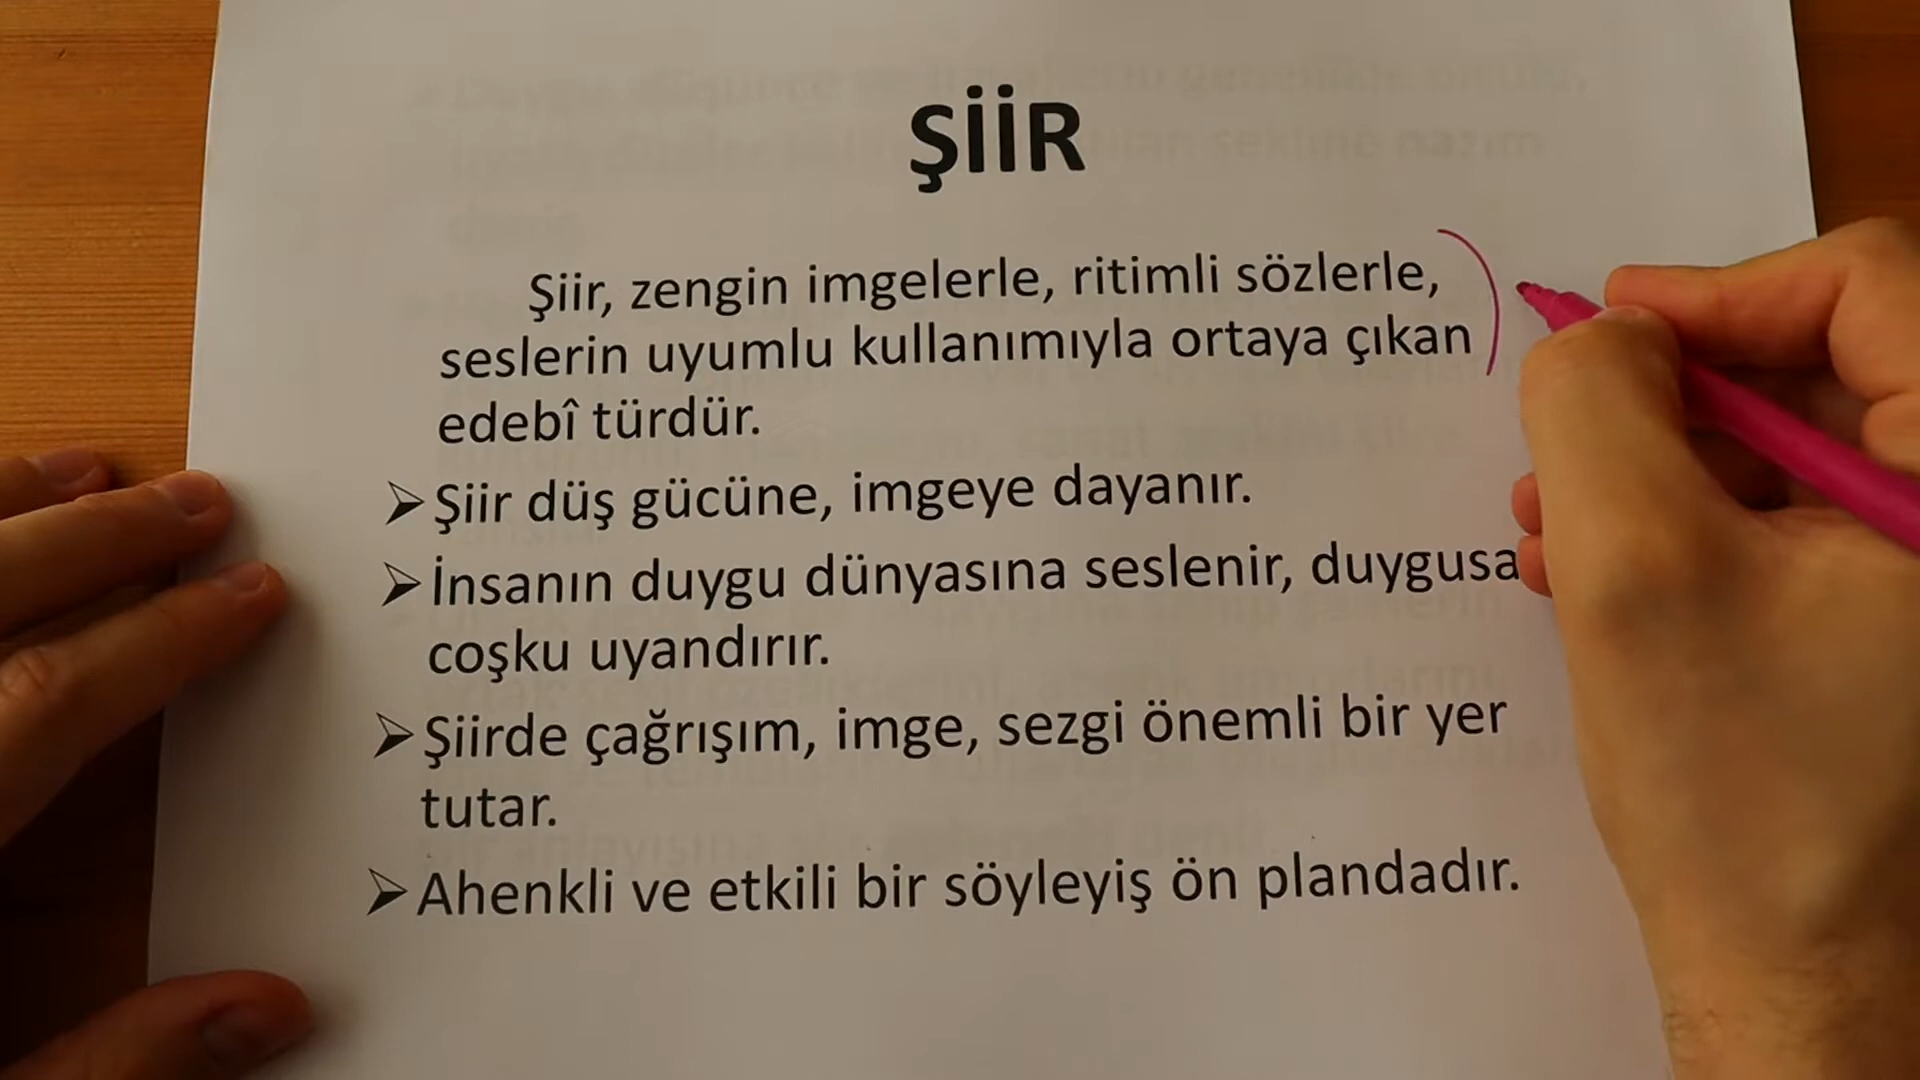 ŞİİR
Şiir, zengin imgelerle, ritimli sözlerle,
seslerin uyumlu kullanımıyla ortaya çıkan
edebî türdür.
➢Şiir düş gücüne, imgeye dayanır.
➢İnsanın duygu dünyasına seslenir, duygusa
coşku uyandırır.
➢Şiirde çağrışım, imge, sezgi önemli bir yer
tutar.
➢Ahenkli ve etkili bir söyleyiş ön plandadır.